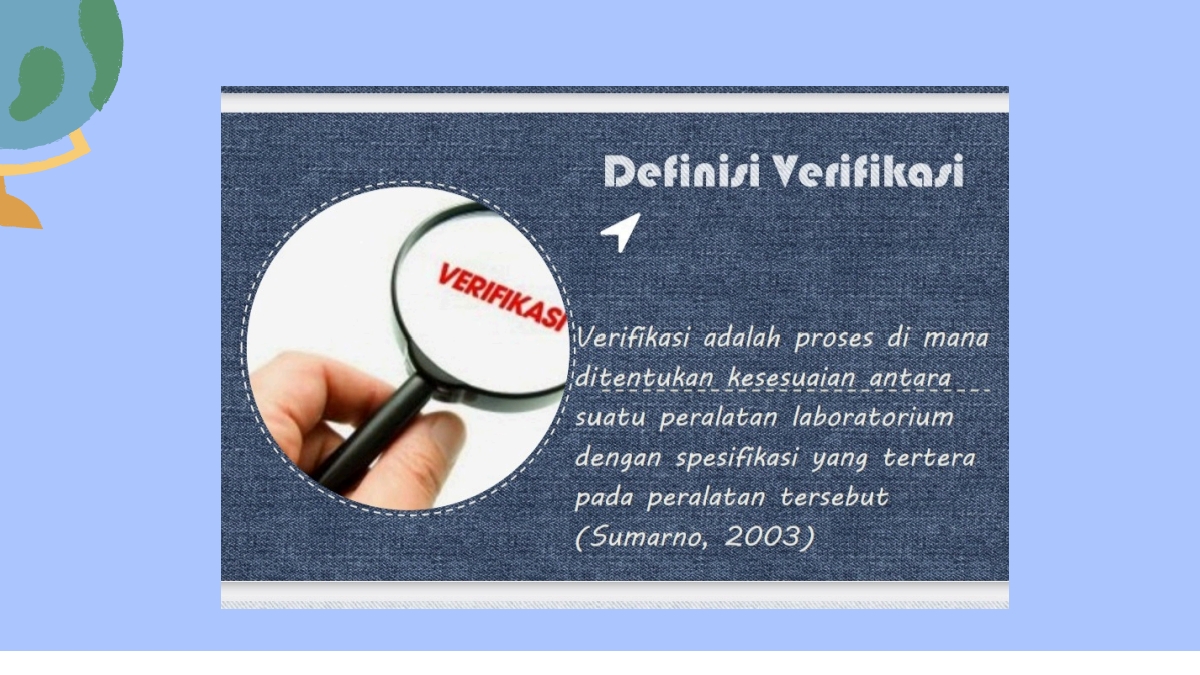 Definisi Verifikasi
VERIFIKASI
Verifikasi adalah proses di mana
ditentukan kesesuaian antara
suatu peralatan laboratorium
dengan spesifikasi yang tertera
pada peralatan tersebut
(Sumarno, 2003)